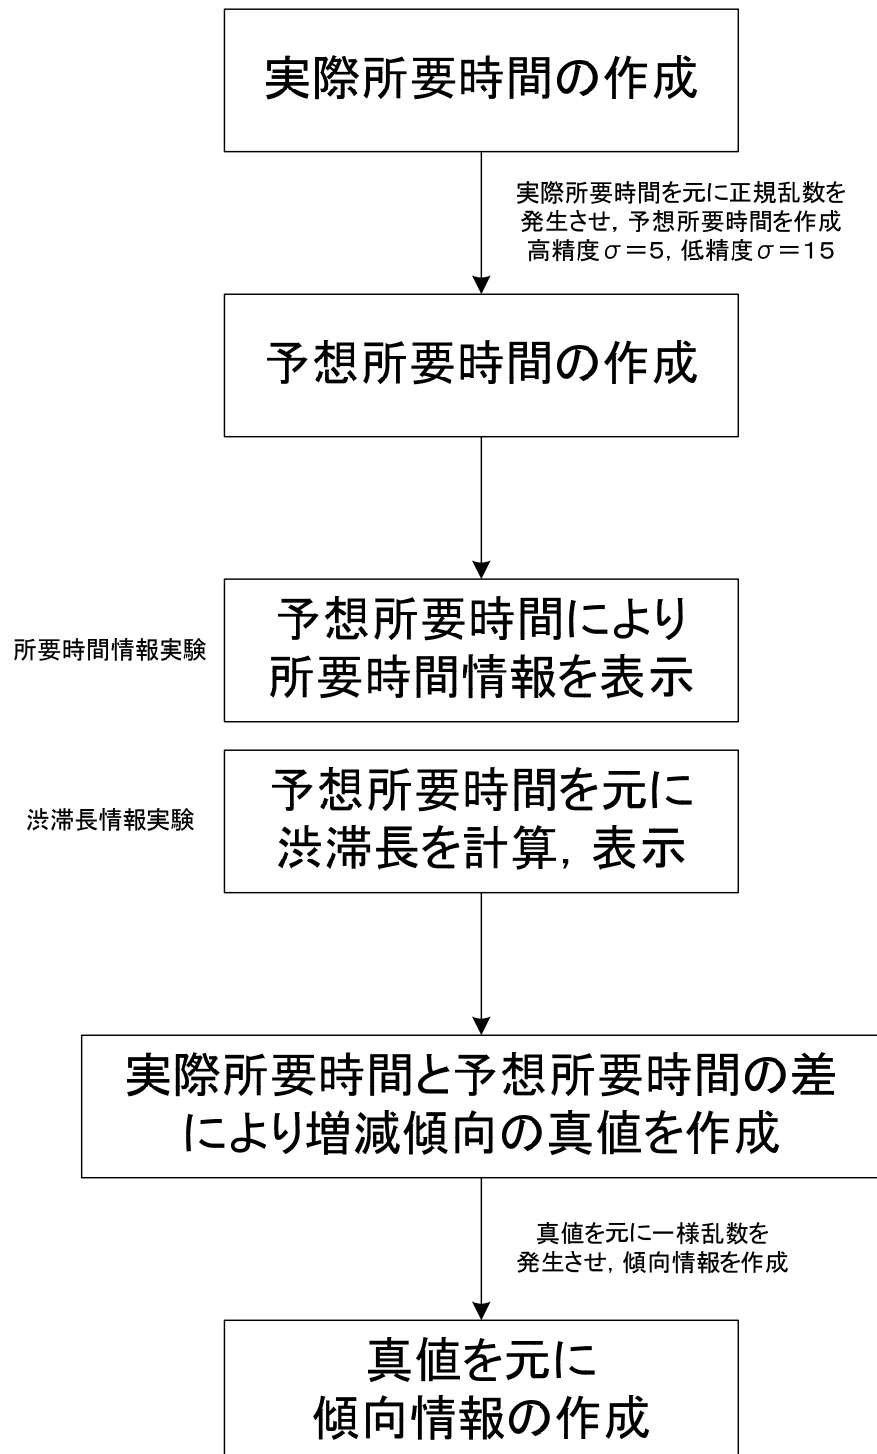 実際所要時間の作成
実際所要時間を元に正規乱数を
発生させ，予想所要時間を作成
高精度σ＝5，低精度σ＝15
予想所要時間の作成
所要時間情報実験
予想所要時間により
所要時間情報を表示
渋滞長情報実験
予想所要時間を元に
渋滞長を計算，表示
実際所要時間と予想所要時間の差
により増減傾向の真値を作成
真値を元に一様乱数を
発生させ，傾向情報を作成
真値を元に
傾向情報の作成